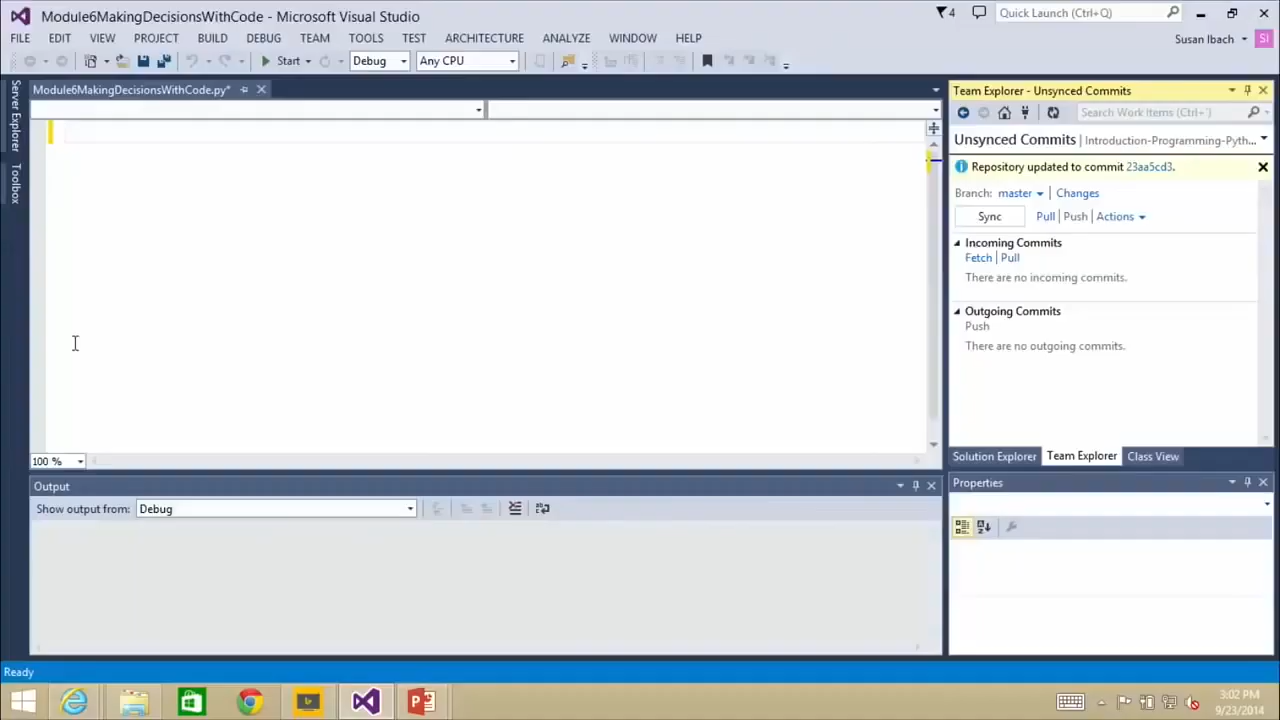 Module6MakingDecisionsWithCode - Microsoft Visual Studio
4
Quick Launch (Ctrl+Q)
FILE EDIT VIEW PROJECT BUILD DEBUG TEAM TOOLS TEST ARCHITECTURE ANALYZE WINDOW HELP
Susan Ibach
SI
Start
Debug
Any CPU
Server Explorer
Toolbox
Module6MakingDecisionsWithCode.py*
100 %
Output
Show output from: Debug
Team Explorer - Unsynced Commits
Search Work Items (Ctrl+')
Unsynced Commits | Introduction-Programming-Pyth...
Repository updated to commit 23aa5cd3.
Branch: master | Changes
Sync Pull | Push | Actions
Incoming Commits
Fetch | Pull
There are no incoming commits.
Outgoing Commits
Push
There are no outgoing commits.
Solution Explorer Team Explorer Class View
Properties
Ready
3:02 PM
9/23/2014